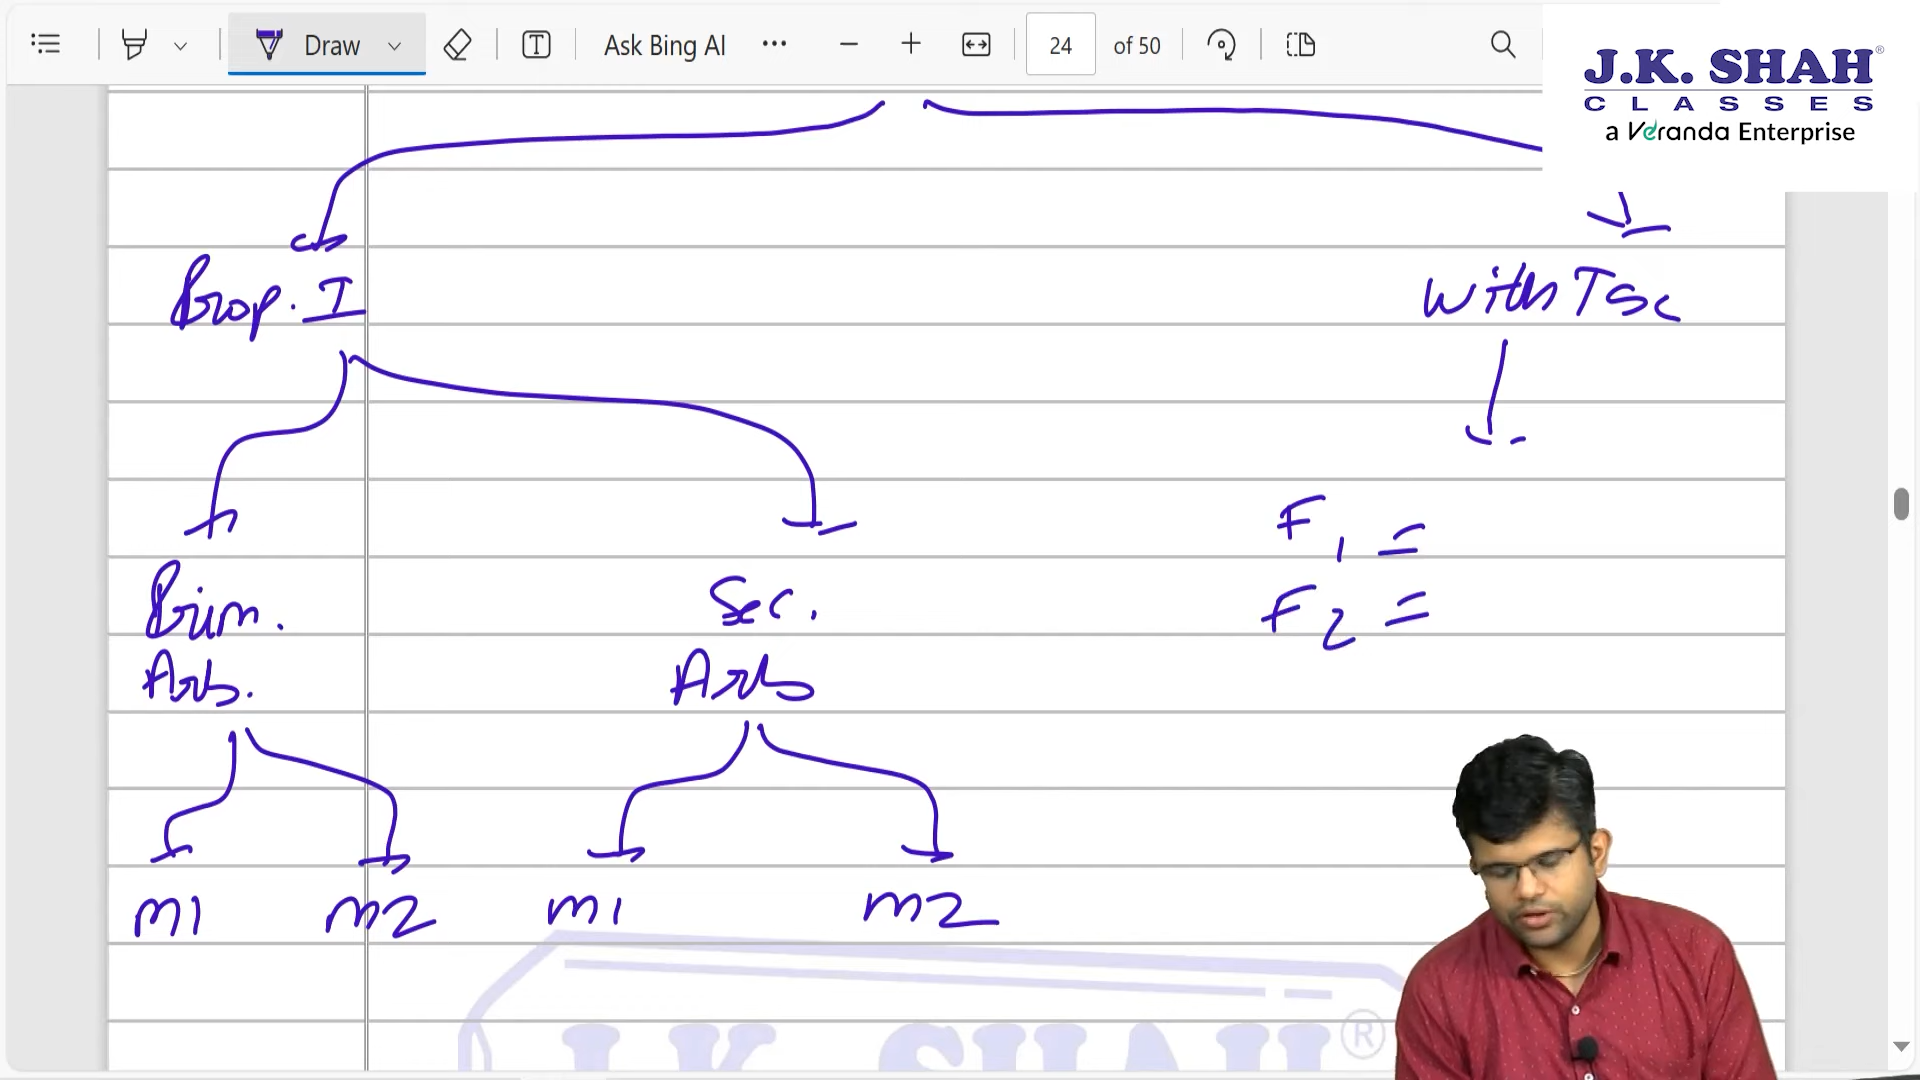 Draw
Ask Bing AI
24 of 50
J.K. SHAH®
CLASSES
a Veranda Enterprise
Prop. I
With Tsc
F1 =
F2 =
Prim. Sec.
Arb. Arb
m1 m2 m1 m2
J.K. SHAH®